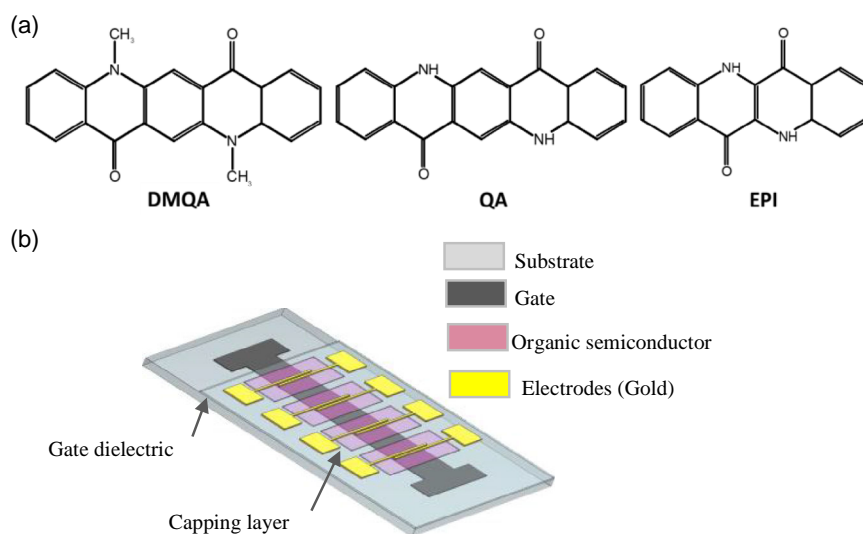 (a)
CH₃
N
O
O
N
CH₃
DMQA
NH
O
O
NH
QA
NH
O
O
NH
EPI
(b)
Substrate
Gate
Organic semiconductor
Electrodes (Gold)
Gate dielectric
Capping layer